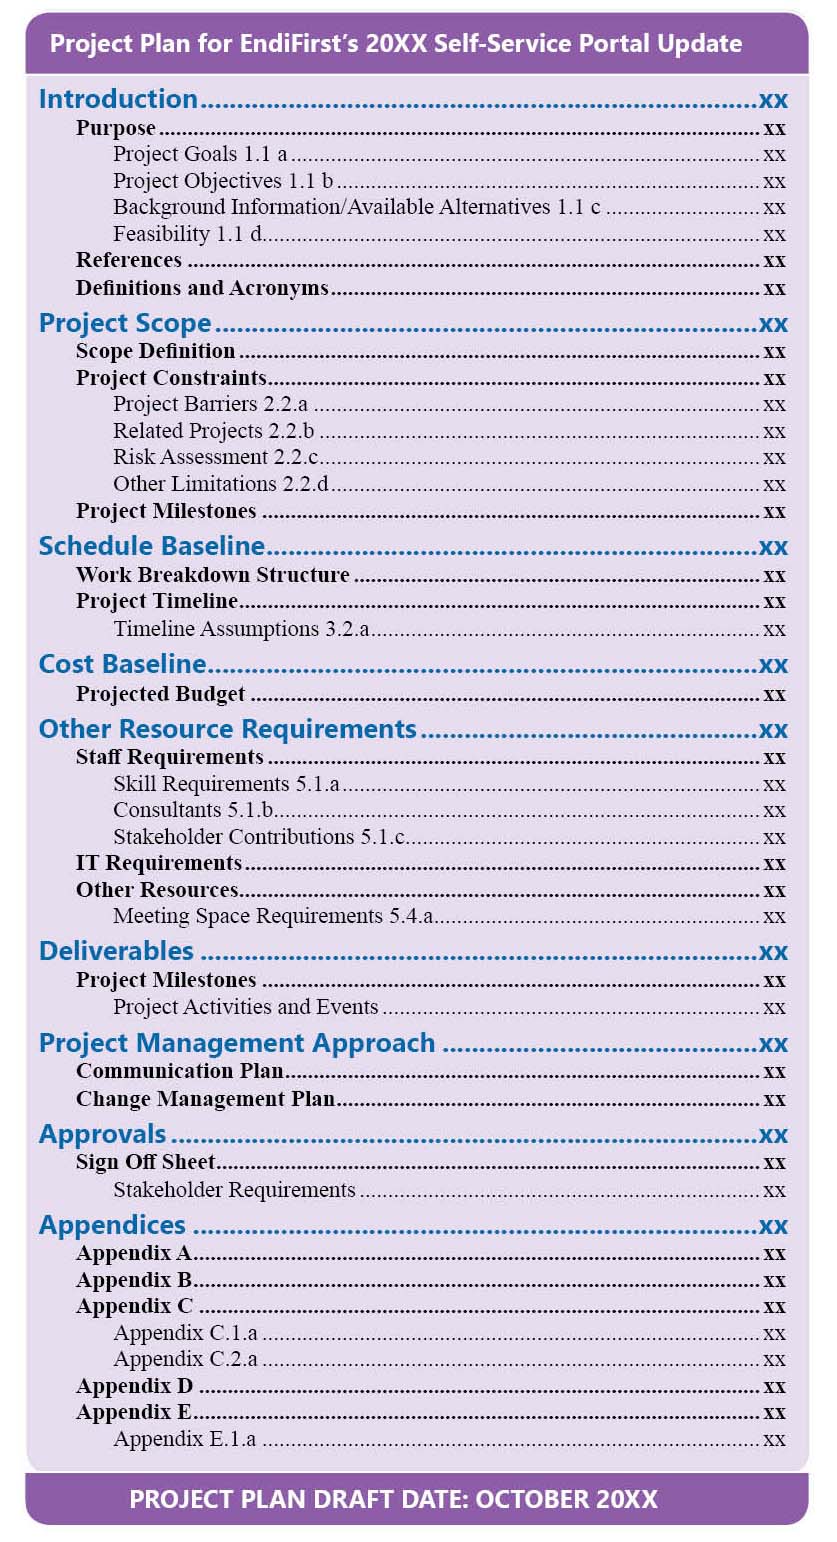 Project Plan for EndiFirst’s 20XX Self-Service Portal Update
Introduction....................xx
Purpose....................xx
Project Goals 1.1 a....................xx
Project Objectives 1.1 b....................xx
Background Information/Available Alternatives 1.1 c....................xx
Feasibility 1.1 d....................xx
References....................xx
Definitions and Acronyms....................xx
Project Scope....................xx
Scope Definition....................xx
Project Constraints....................xx
Project Barriers 2.2.a....................xx
Related Projects 2.2.b....................xx
Risk Assessment 2.2.c....................xx
Other Limitations 2.2.d....................xx
Project Milestones....................xx
Schedule Baseline....................xx
Work Breakdown Structure....................xx
Project Timeline....................xx
Timeline Assumptions 3.2.a....................xx
Cost Baseline....................xx
Projected Budget....................xx
Other Resource Requirements....................xx
Staff Requirements....................xx
Skill Requirements 5.1.a....................xx
Consultants 5.1.b....................xx
Stakeholder Contributions 5.1.c....................xx
IT Requirements....................xx
Other Resources....................xx
Meeting Space Requirements 5.4.a....................xx
Deliverables....................xx
Project Milestones....................xx
Project Activities and Events....................xx
Project Management Approach....................xx
Communication Plan....................xx
Change Management Plan....................xx
Approvals....................xx
Sign Off Sheet....................xx
Stakeholder Requirements....................xx
Appendices....................xx
Appendix A....................xx
Appendix B....................xx
Appendix C....................xx
Appendix C.1.a....................xx
Appendix C.2.a....................xx
Appendix D....................xx
Appendix E....................xx
Appendix E.1.a....................xx
PROJECT PLAN DRAFT DATE: OCTOBER 20XX